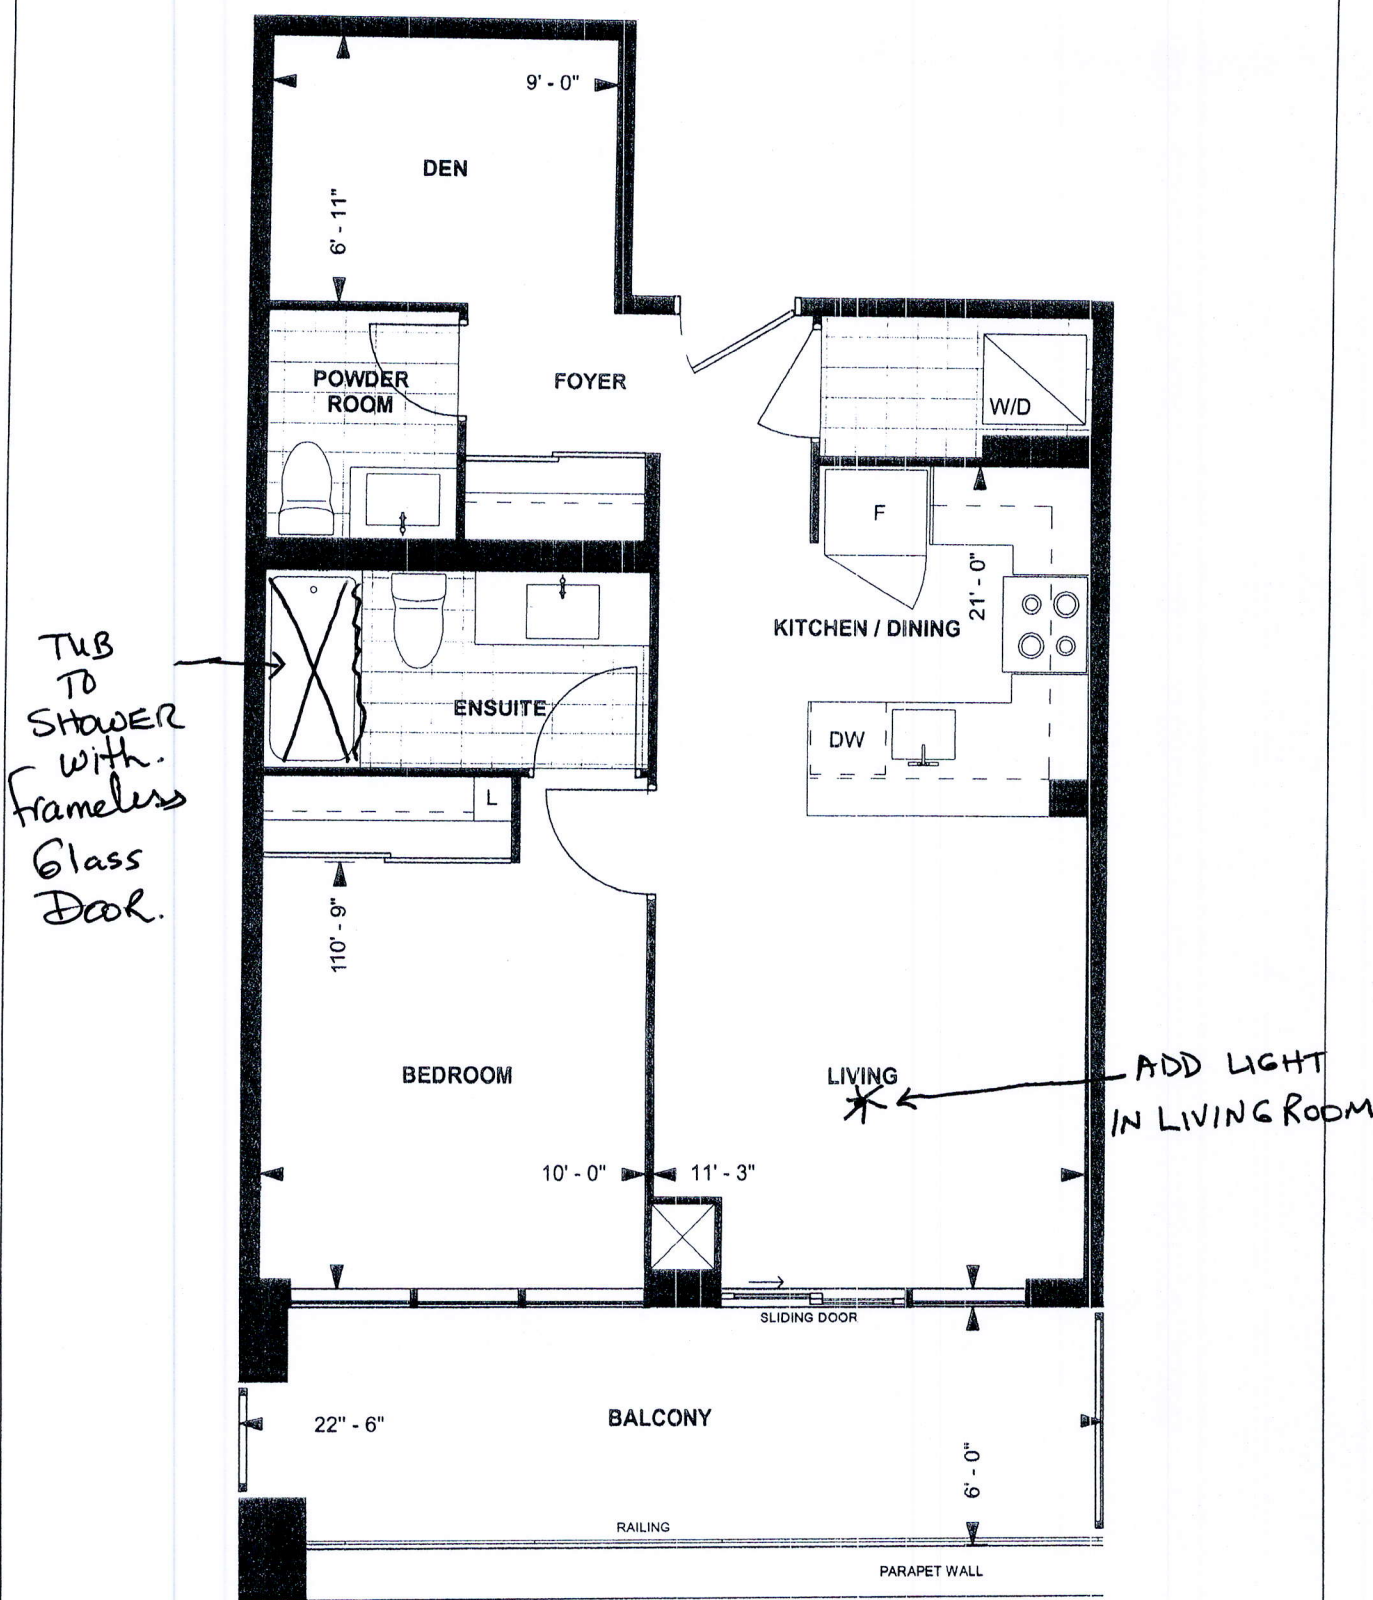 9' - 0"
DEN
6' - 11"
POWDER
ROOM
FOYER
W/D
F
21' - 0"
KITCHEN / DINING
TUB
TO
SHOWER
with.
frameless
Glass
DOOR.
ENSUITE
DW
L
110' - 9"
BEDROOM
LIVING
ADD LIGHT
IN LIVING ROOM
10' - 0"
11' - 3"
SLIDING DOOR
22" - 6"
BALCONY
6' - 0"
RAILING
PARAPET WALL